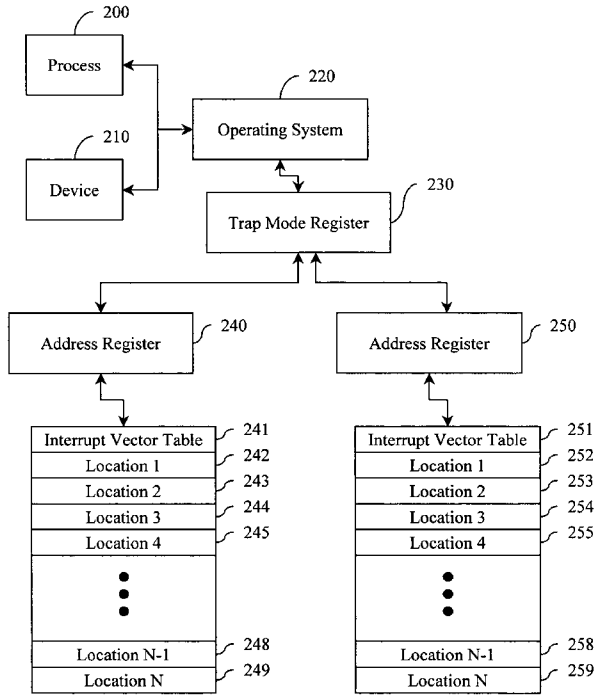 200
Process
220
Operating System
210
Device
230
Trap Mode Register
240
Address Register
250
Address Register
Interrupt Vector Table 241
Location 1 242
Location 2 243
Location 3 244
Location 4 245
Location N-1 248
Location N 249
Interrupt Vector Table 251
Location 1 252
Location 2 253
Location 3 254
Location 4 255
Location N-1 258
Location N 259